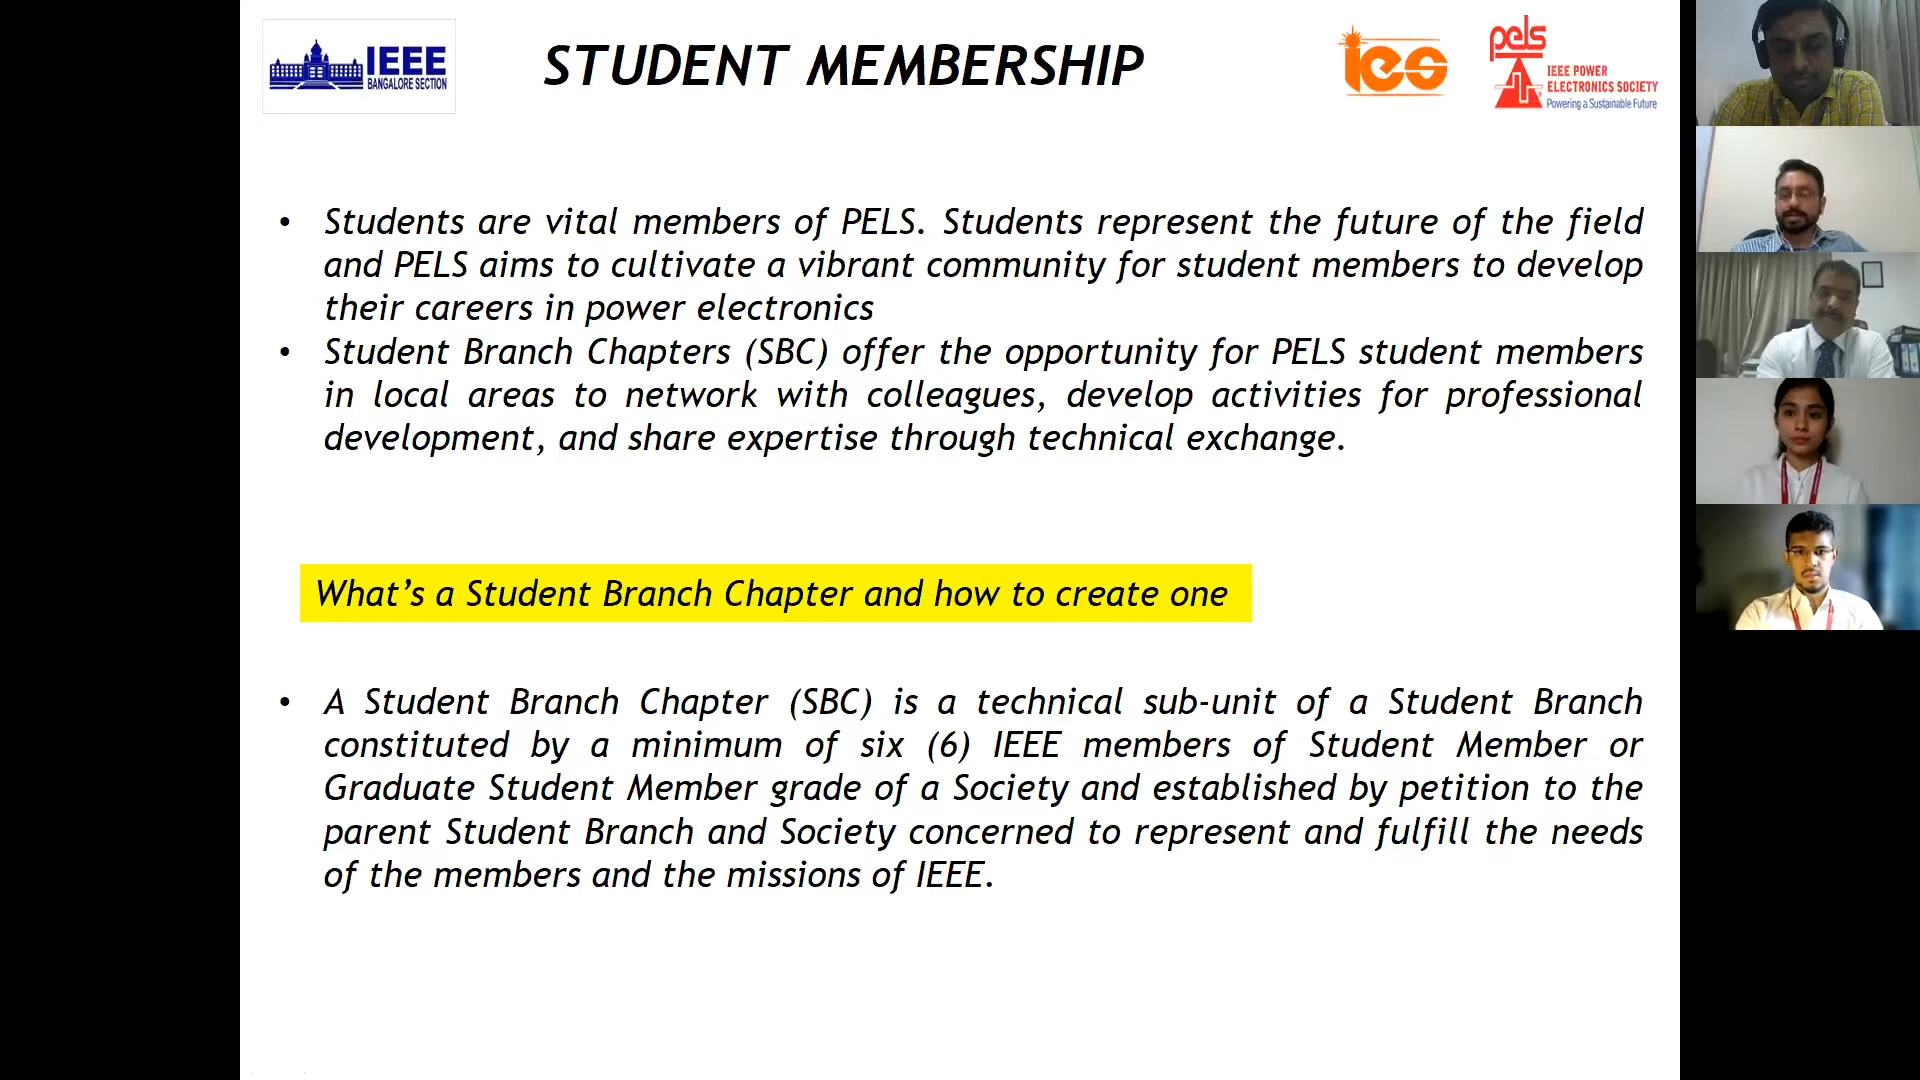 IEEE
BANGALORE SECTION
STUDENT MEMBERSHIP
ies
pels
IEEE POWER
ELECTRONICS SOCIETY
Powering a Sustainable Future
• Students are vital members of PELS. Students represent the future of the field
and PELS aims to cultivate a vibrant community for student members to develop
their careers in power electronics
• Student Branch Chapters (SBC) offer the opportunity for PELS student members
in local areas to network with colleagues, develop activities for professional
development, and share expertise through technical exchange.
What’s a Student Branch Chapter and how to create one
• A Student Branch Chapter (SBC) is a technical sub-unit of a Student Branch
constituted by a minimum of six (6) IEEE members of Student Member or
Graduate Student Member grade of a Society and established by petition to the
parent Student Branch and Society concerned to represent and fulfill the needs
of the members and the missions of IEEE.